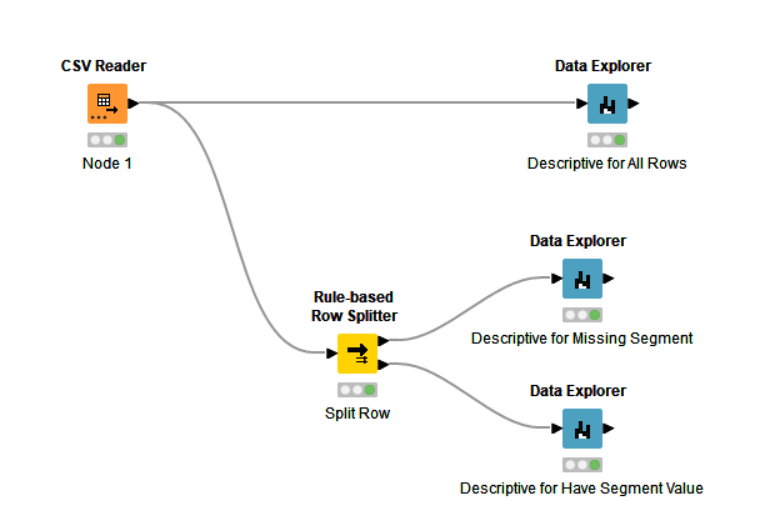 CSV Reader
Node 1
Data Explorer
Descriptive for All Rows
Data Explorer
Descriptive for Missing Segment
Rule-based
Row Splitter
Split Row
Data Explorer
Descriptive for Have Segment Value